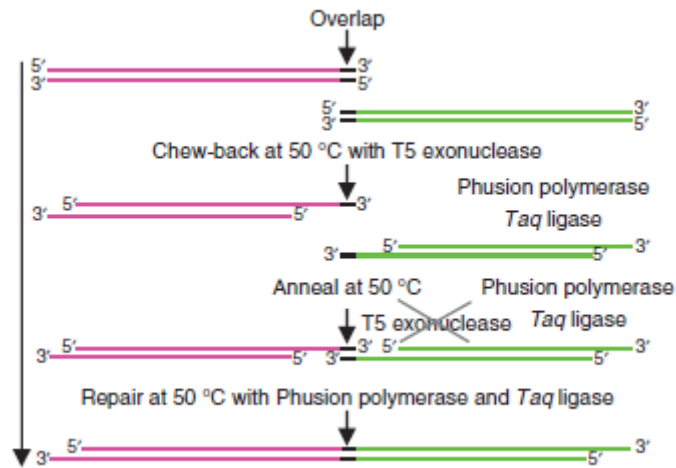 Overlap
5′ 3′
3′ 5′
5′ 3′
3′ 5′
Chew-back at 50 °C with T5 exonuclease
5′ 3′
3′ 5′
Phusion polymerase
Taq ligase
5′ 3′
3′ 5′
Anneal at 50 °C Phusion polymerase
T5 exonuclease Taq ligase
5′ 3′ 5′ 3′
3′ 5′ 3′ 5′
Repair at 50 °C with Phusion polymerase and Taq ligase
5′ 3′
3′ 5′